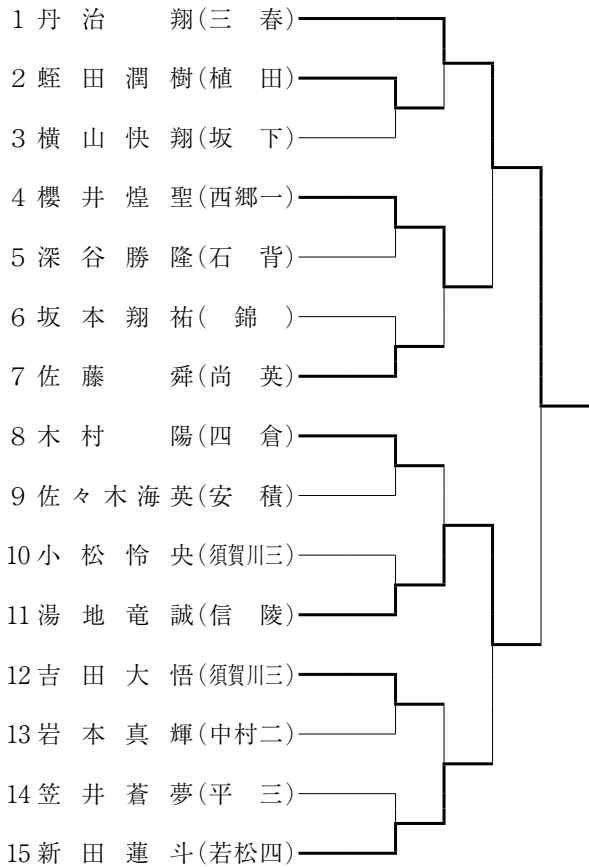 1 丹治翔(三春)
2 蛭田潤樹(植田)
3 横山快翔(坂下)
4 櫻井煌聖(西郷一)
5 深谷勝隆(石背)
6 坂本翔祐(錦)
7 佐藤舜(尚英)
8 木村陽(四倉)
9 佐々木海英(安積)
10 小松怜央(須賀川三)
11 湯地竜誠(信陵)
12 吉田大悟(須賀川三)
13 岩本真輝(中村二)
14 笠井蒼夢(平三)
15 新田蓮斗(若松四)